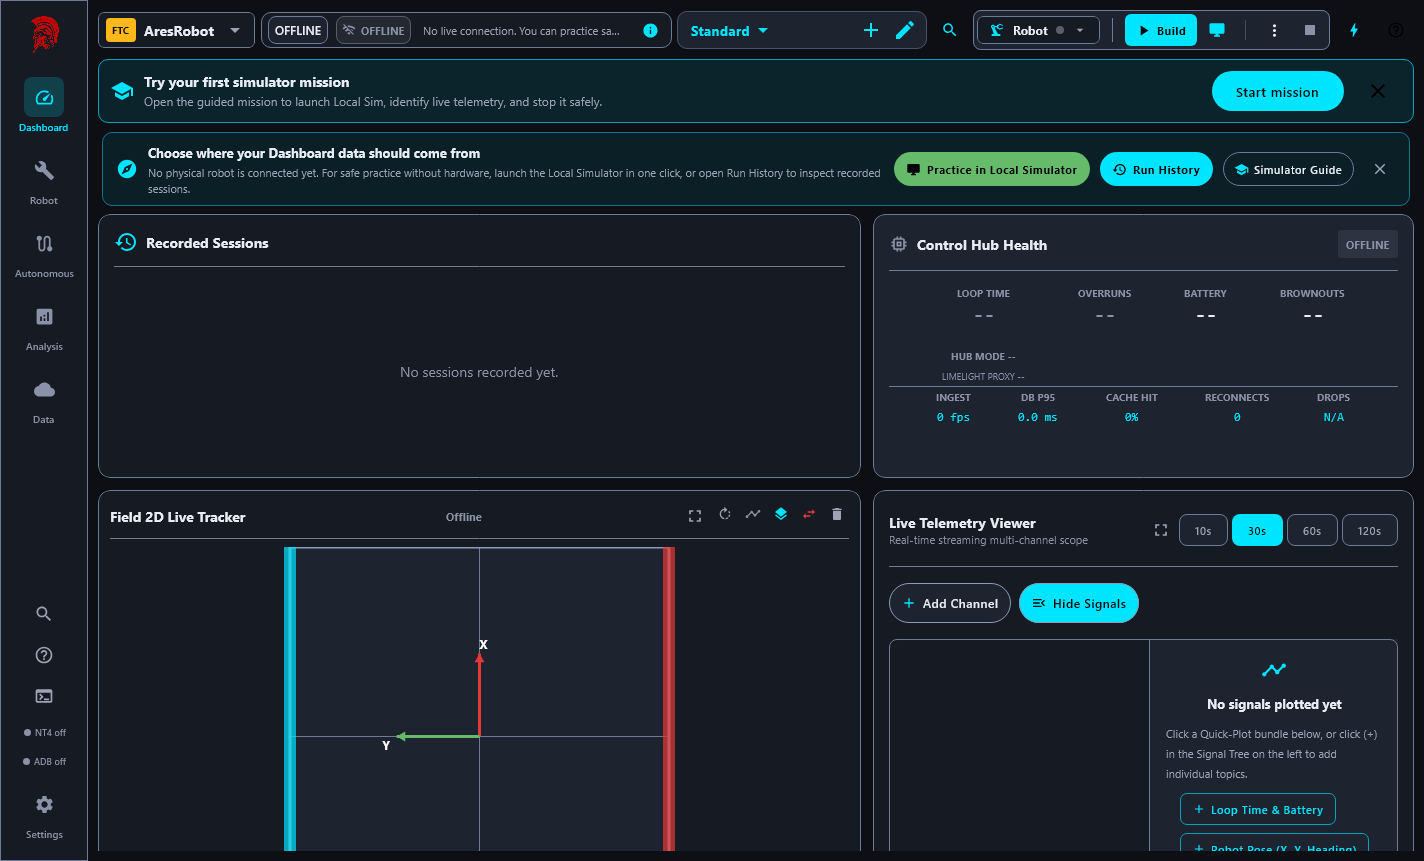 FTC AresRobot
OFFLINE OFFLINE No live connection. You can practice sa...
Standard
Robot
Build
Dashboard
Robot
Autonomous
Analysis
Data
NT4 off
ADB off
Settings
Try your first simulator mission
Open the guided mission to launch Local Sim, identify live telemetry, and stop it safely.
Start mission
Choose where your Dashboard data should come from
No physical robot is connected yet. For safe practice without hardware, launch the Local Simulator in one click, or open Run History to inspect recorded
sessions.
Practice in Local Simulator
Run History
Simulator Guide
Recorded Sessions
No sessions recorded yet.
Control Hub Health
OFFLINE
LOOP TIME OVERRUNS BATTERY BROWNOUTS
-- -- -- --
HUB MODE --
LIMELIGHT PROXY --
INGEST DB P95 CACHE HIT RECONNECTS DROPS
0 fps 0.0 ms 0% 0 N/A
Field 2D Live Tracker
Offline
X
Y
Live Telemetry Viewer
Real-time streaming multi-channel scope
10s 30s 60s 120s
Add Channel
Hide Signals
No signals plotted yet
Click a Quick-Plot bundle below, or click (+)
in the Signal Tree on the left to add
individual topics.
+ Loop Time & Battery
+ Robot Pose (X, Y, Heading)